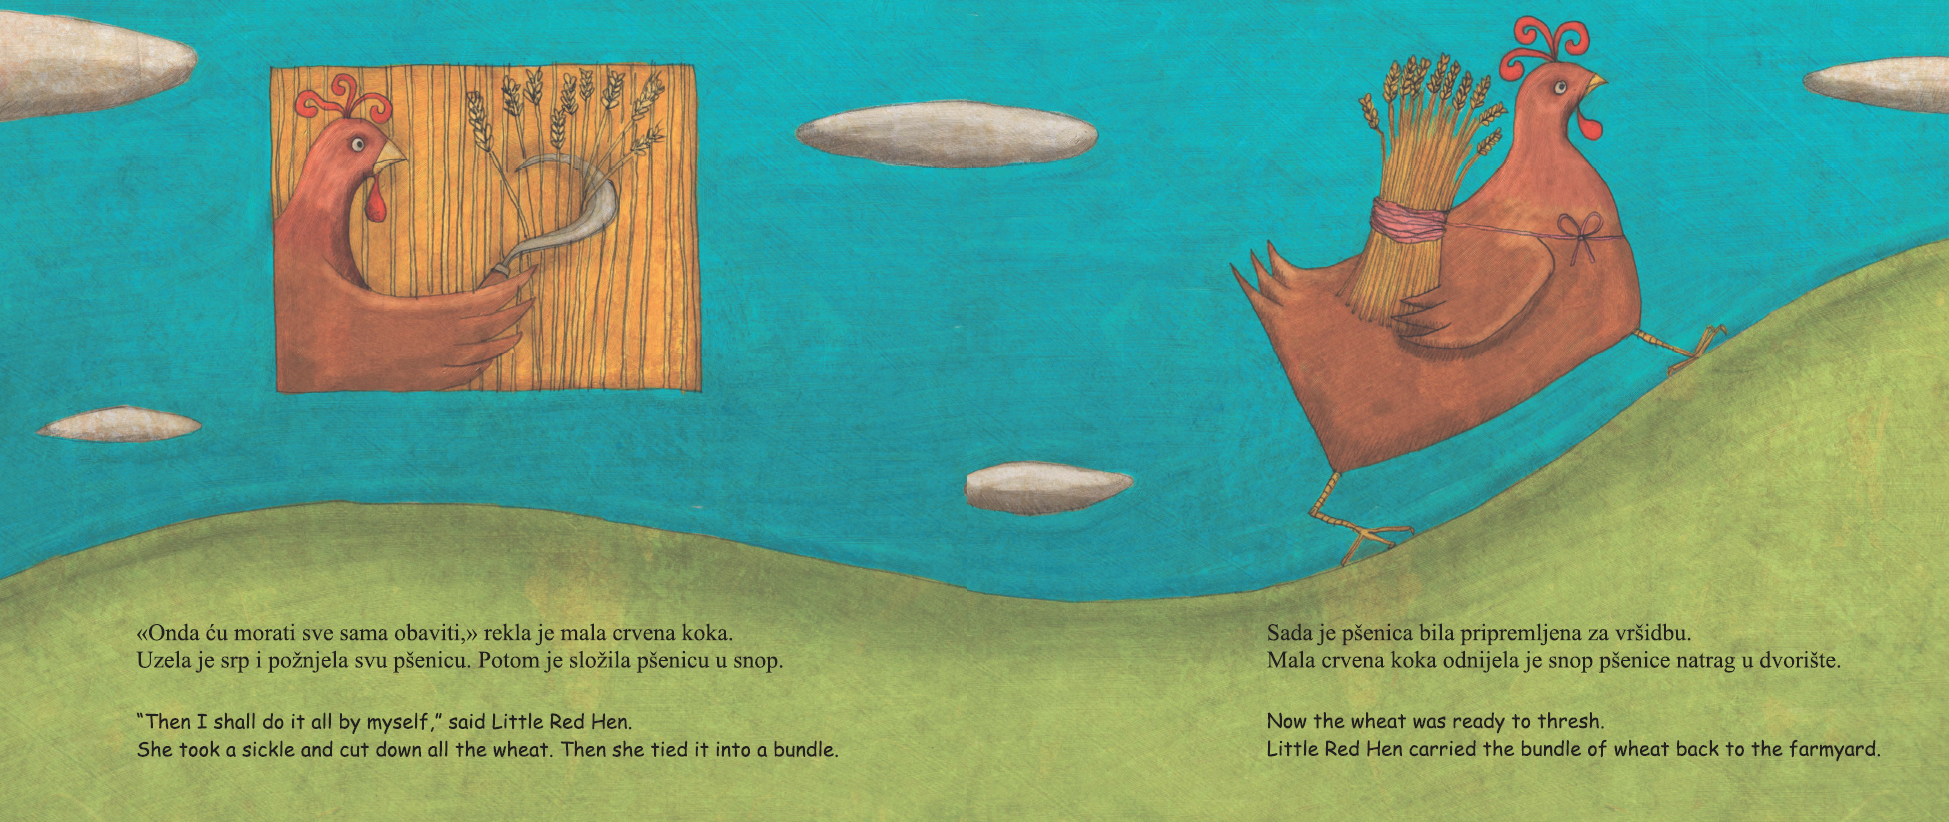 «Onda ću morati sve sama obaviti,» rekla je mala crvena koka.
Uzela je srp i požnjela svu pšenicu. Potom je složila pšenicu u snop.
“Then I shall do it all by myself,” said Little Red Hen.
She took a sickle and cut down all the wheat. Then she tied it into a bundle.
Sada je pšenica bila pripremljena za vršidbu.
Mala crvena koka odnijela je snop pšenice natrag u dvorište.
Now the wheat was ready to thresh.
Little Red Hen carried the bundle of wheat back to the farmyard.